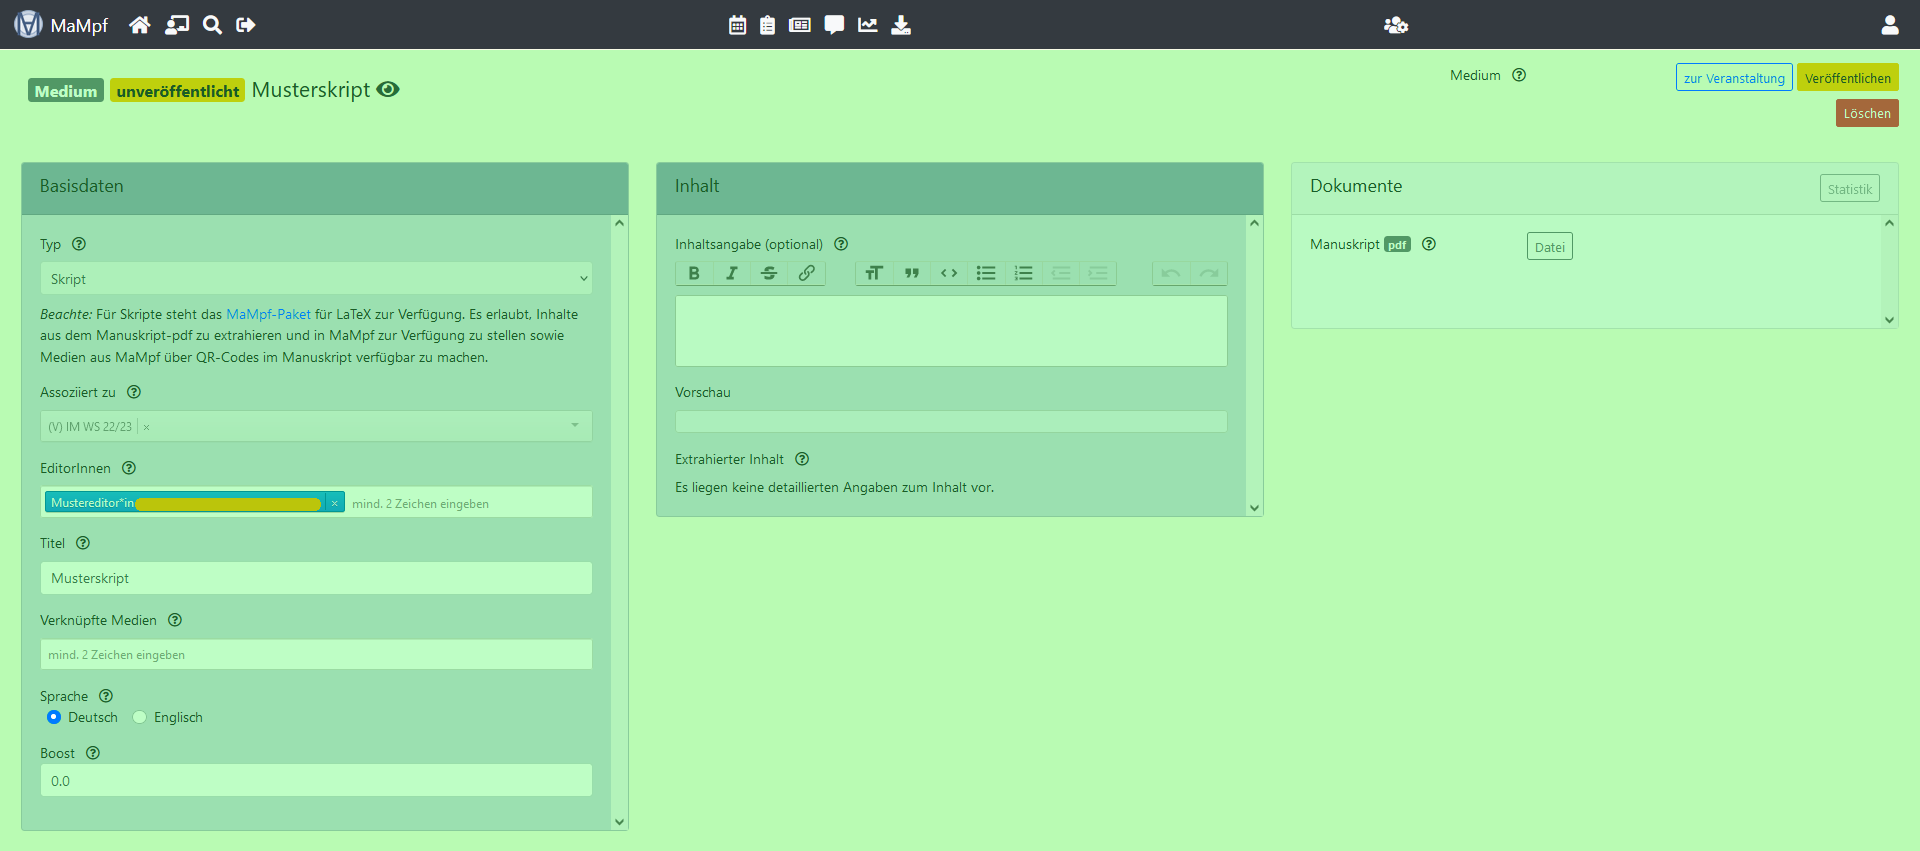 MaMpf
Medium unveröffentlicht Musterskript
Medium
zur Veranstaltung
Veröffentlichen
Löschen
Basisdaten
Typ
Skript
Beachte: Für Skripte steht das MaMpf-Paket für LaTeX zur Verfügung. Es erlaubt, Inhalte
aus dem Manuskript-pdf zu extrahieren und in MaMpf zur Verfügung zu stellen sowie
Medien aus MaMpf über QR-Codes im Manuskript verfügbar zu machen.
Assoziiert zu
(V) IM WS 22/23 ×
EditorInnen
Mustereditor*in × mind. 2 Zeichen eingeben
Titel
Musterskript
Verknüpfte Medien
mind. 2 Zeichen eingeben
Sprache
Deutsch Englisch
Boost
0.0
Inhalt
Inhaltsangabe (optional)
Vorschau
Extrahierter Inhalt
Es liegen keine detaillierten Angaben zum Inhalt vor.
Dokumente
Statistik
Manuskript pdf
Datei